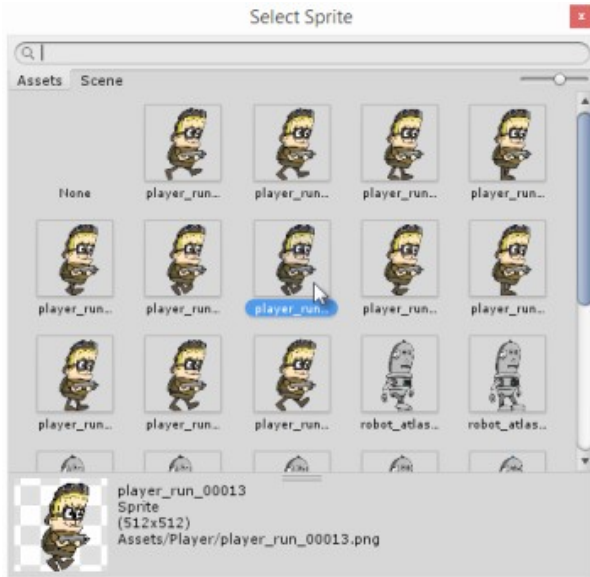 Select Sprite
x
Assets Scene
None player_run... player_run... player_run... player_run...
player_run... player_run... player_run... player_run... player_run...
player_run... player_run... player_run... robot_atlas... robot_atlas...
player_run_00013
Sprite
(512x512)
Assets/Player/player_run_00013.png